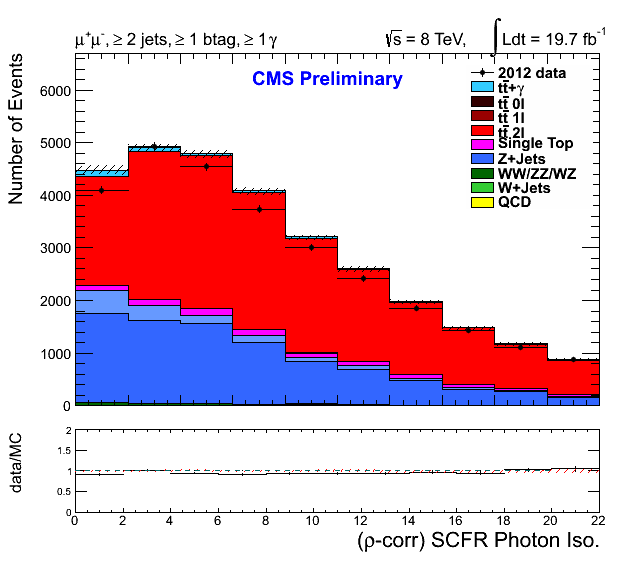 μ⁺μ⁻, ≥ 2 jets, ≥ 1 btag, ≥ 1 γ
√s = 8 TeV, ∫ Ldt = 19.7 fb⁻¹
CMS Preliminary
2012 data
tt̄+γ
tt̄ 0l
tt̄ 1l
tt̄ 2l
Single Top
Z+Jets
WW/ZZ/WZ
W+Jets
QCD
Number of Events
6000
5000
4000
3000
2000
1000
0
data/MC
2
1.5
1
0.5
0
0 2 4 6 8 10 12 14 16 18 20 22
(ρ-corr) SCFR Photon Iso.